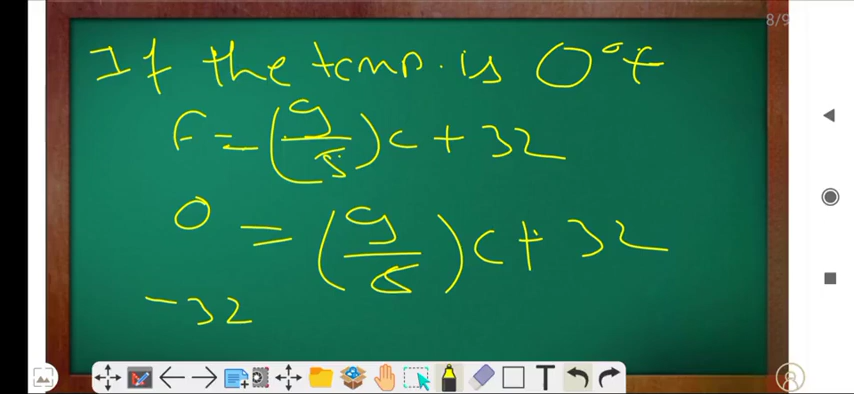 8/9
If the temp. is 0°F
F = (9/5)C + 32
0 = (9/5)C + 32
-32
T